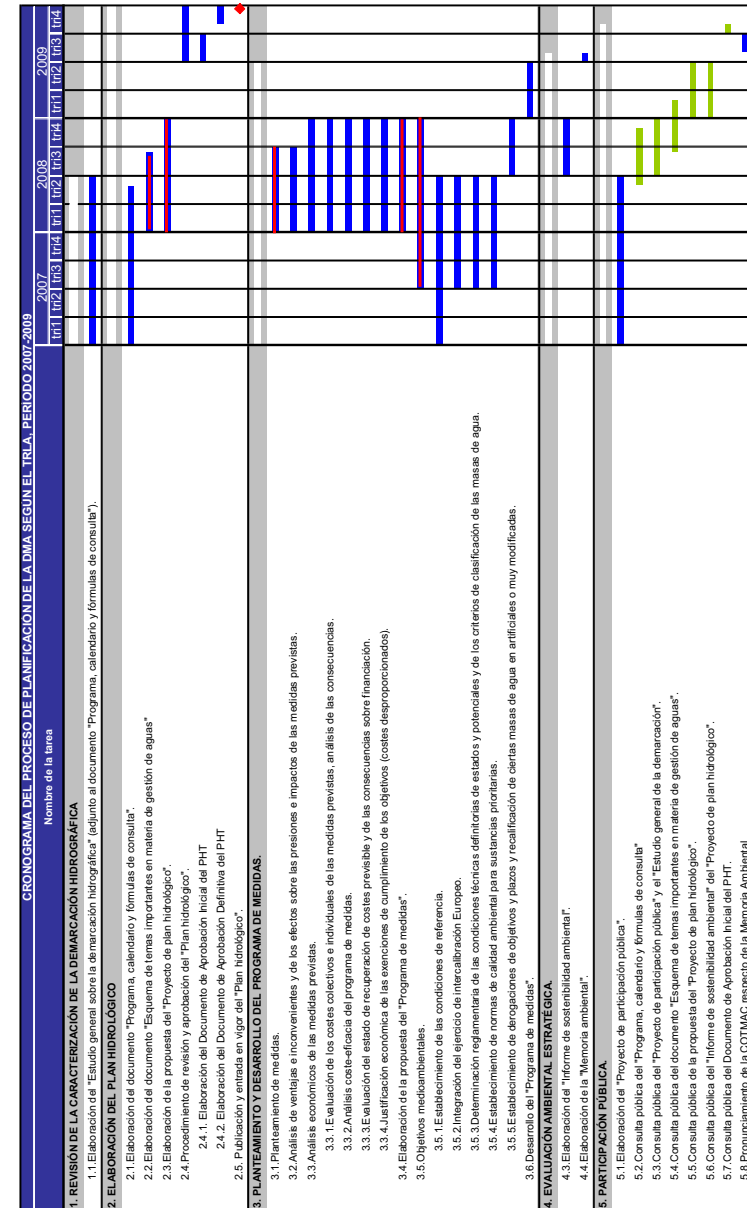 CRONOGRAMA DEL PROCESO DE PLANIFICACIÓN DE LA DMA SEGÚN EL TRLA, PERIODO 2007-2009
Nombre de la tarea
2007
2008
2009
tri1 tri2 tri3 tri4 tri1 tri2 tri3 tri4 tri1 tri2 tri3 tri4
1. REVISIÓN DE LA CARACTERIZACIÓN DE LA DEMARCACIÓN HIDROGRÁFICA
1.1.Elaboración del "Estudio general sobre la demarcación hidrográfica" (adjunto al documento "Programa, calendario y fórmulas de consulta").
2. ELABORACIÓN DEL PLAN HIDROLÓGICO
2.1.Elaboración del documento "Programa, calendario y fórmulas de consulta".
2.2.Elaboración del documento "Esquema de temas importantes en materia de gestión de aguas"
2.3.Elaboración de la propuesta del "Proyecto de plan hidrológico".
2.4.Procedimiento de revisión y aprobación del "Plan hidrológico".
2.4.1. Elaboración del Documento de Aprobación Inicial del PHT
2.4.2. Elaboración del Documento de Aprobación Definitiva del PHT
2.5. Publicación y entrada en vigor del "Plan hidrológico".
3. PLANTEAMIENTO Y DESARROLLO DEL PROGRAMA DE MEDIDAS.
3.1.Planteamiento de medidas.
3.2.Análisis de ventajas e inconvenientes y de los efectos sobre las presiones e impactos de las medidas previstas.
3.3.Análisis económicos de las medidas previstas.
3.3.1.Evaluación de los costes colectivos e individuales de las medidas previstas, análisis de las consecuencias.
3.3.2.Análisis coste-eficacia del programa de medidas.
3.3.3.Evaluación del estado de recuperación de costes previsible y de las consecuencias sobre financiación.
3.3.4.Justificación económica de las exenciones de cumplimiento de los objetivos (costes desproporcionados).
3.4.Elaboración de la propuesta del "Programa de medidas".
3.5.Objetivos medioambientales.
3.5.1.Establecimiento de las condiciones de referencia.
3.5.2.Integración del ejercicio de intercalibración Europeo.
3.5.3.Determinación reglamentaria de las condiciones técnicas definitorias de estados y potenciales y de los criterios de clasificación de las masas de agua.
3.5.4.Establecimiento de normas de calidad ambiental para sustancias prioritarias.
3.5.5.Establecimiento de derogaciones de objetivos y plazos y recalificación de ciertas masas de agua en artificiales o muy modificadas.
3.6.Desarrollo del "Programa de medidas".
4. EVALUACIÓN AMBIENTAL ESTRATÉGICA.
4.3.Elaboración del "Informe de sostenibilidad ambiental".
4.4.Elaboración de la "Memoria ambiental".
5. PARTICIPACIÓN PÚBLICA.
5.1.Elaboración del "Proyecto de participación pública".
5.2.Consulta pública del "Programa, calendario y fórmulas de consulta"
5.3.Consulta pública del "Proyecto de participación pública" y el "Estudio general de la demarcación".
5.4.Consulta pública del documento "Esquema de temas importantes en materia de gestión de aguas".
5.5.Consulta pública de la propuesta del "Proyecto de plan hidrológico".
5.6.Consulta pública del "Informe de sostenibilidad ambiental" del "Proyecto de plan hidrológico".
5.7.Consulta pública del Documento de Aprobación Inicial del PHT.
5.8.Pronunciamiento de la COTMAC respecto de la Memoria Ambiental